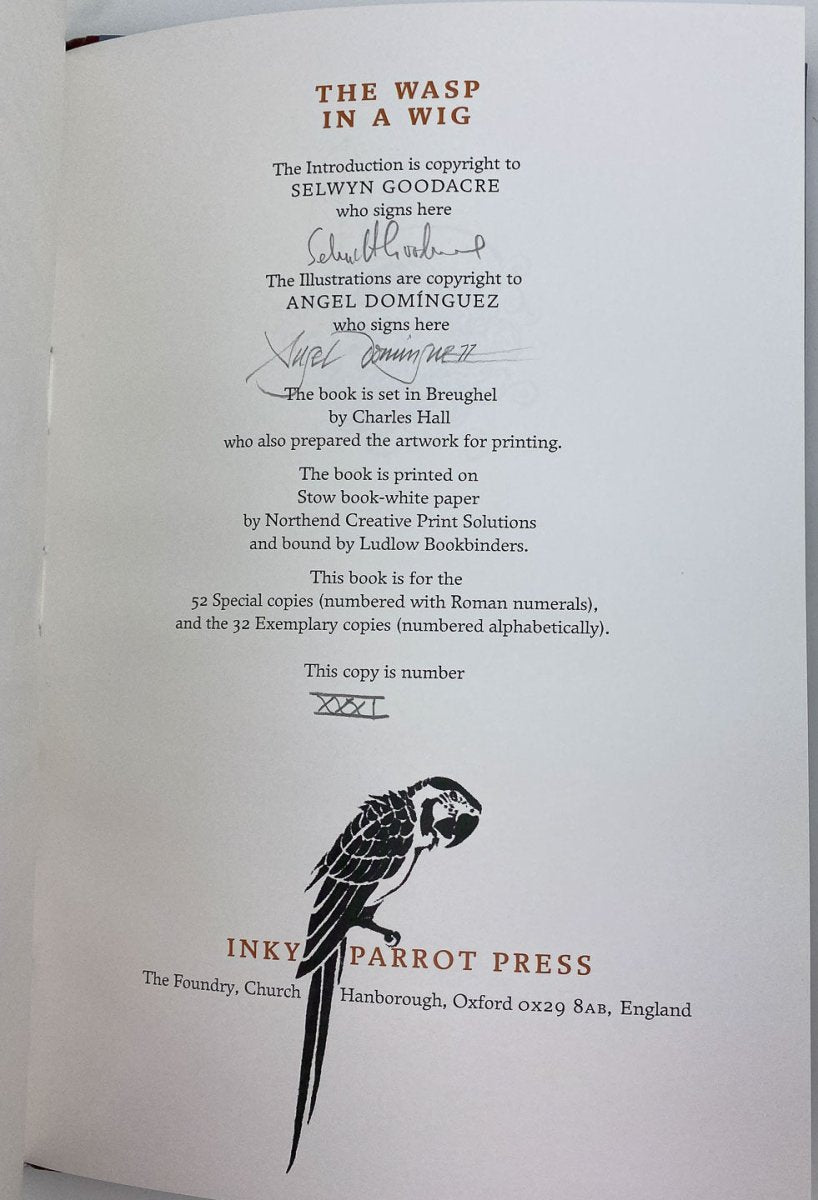 THE WASP
IN A WIG
The Introduction is copyright to
SELWYN GOODACRE
who signs here
Selwyn H Goodacre
The Illustrations are copyright to
ANGEL DOMÍNGUEZ
who signs here
Angel Domínguez
The book is set in Breughel
by Charles Hall
who also prepared the artwork for printing.
The book is printed on
Stow book-white paper
by Northend Creative Print Solutions
and bound by Ludlow Bookbinders.
This book is for the
52 Special copies (numbered with Roman numerals),
and the 32 Exemplary copies (numbered alphabetically).
This copy is number
XXXI
INKY PARROT PRESS
The Foundry, Church Hanborough, Oxford OX29 8AB, England